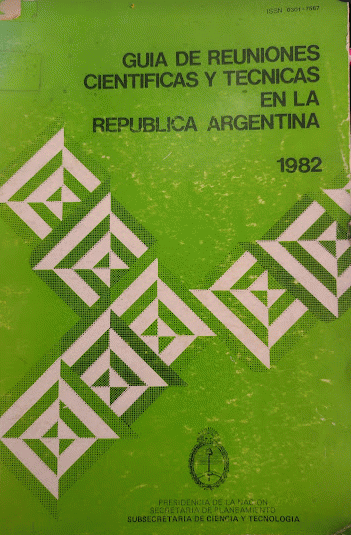 GUIA DE REUNIONES
CIENTIFICAS Y TECNICAS
EN LA
REPUBLICA ARGENTINA
1982
PRESIDENCIA DE LA NACION
SECRETARIA DE PLANEAMIENTO
SUBSECRETARIA DE CIENCIA Y TECNOLOGIA